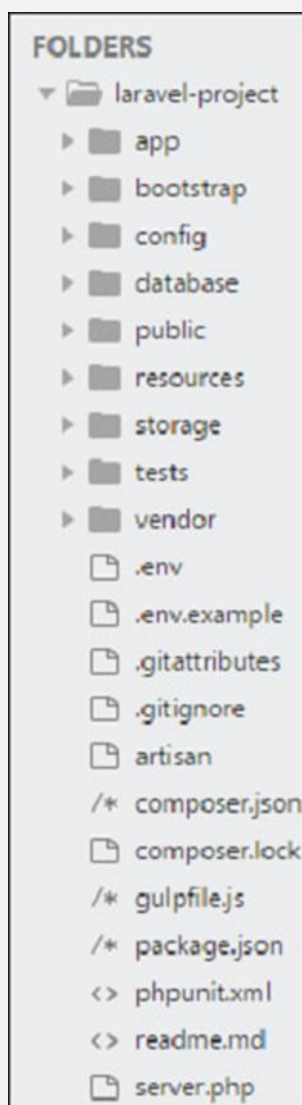 FOLDERS
laravel-project
app
bootstrap
config
database
public
resources
storage
tests
vendor
.env
.env.example
.gitattributes
.gitignore
artisan
/* composer.json
composer.lock
/* gulpfile.js
/* package.json
<> phpunit.xml
<> readme.md
server.php